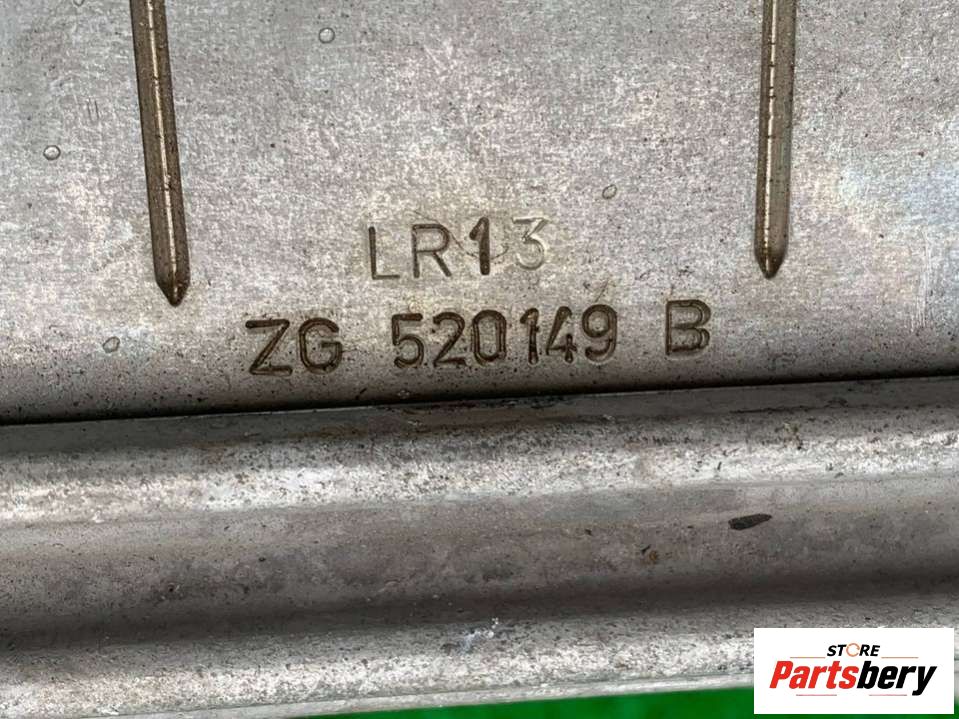 LR13
ZG 520149 B
STORE
Partsbery